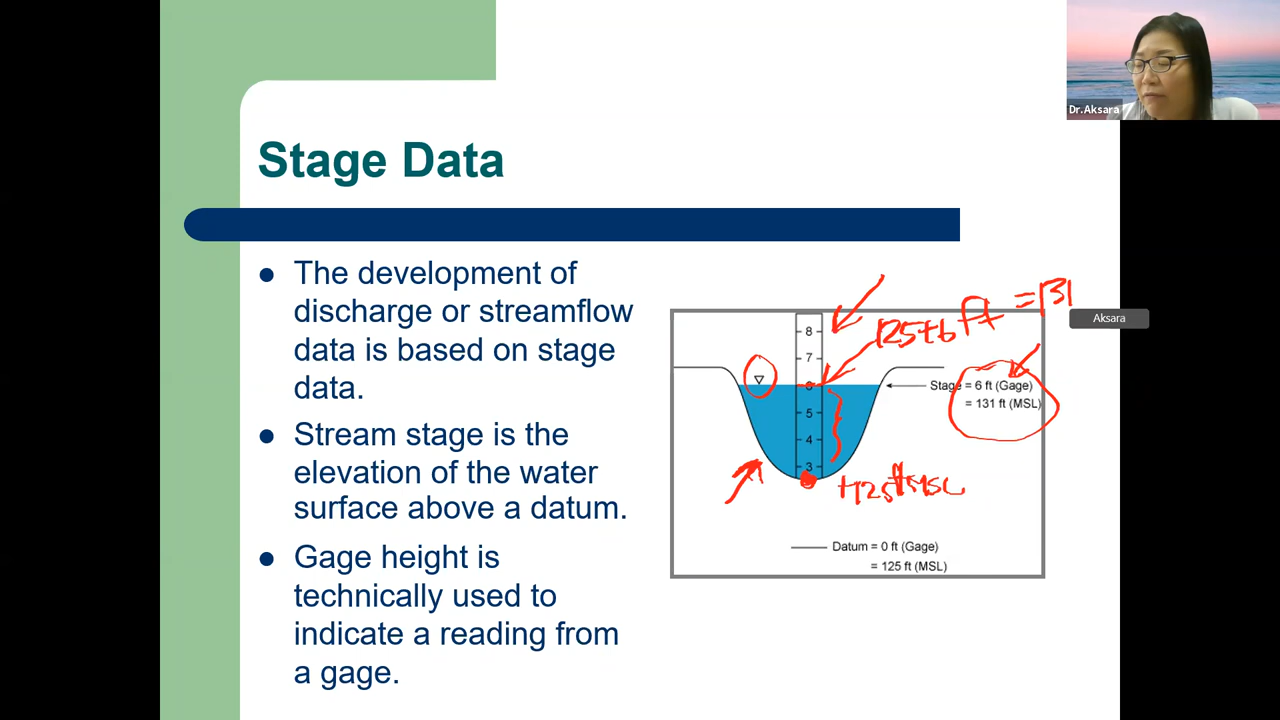 Dr.Aksara
Stage Data
The development of
discharge or streamflow
data is based on stage
data.
Stream stage is the
elevation of the water
surface above a datum.
Gage height is
technically used to
indicate a reading from
a gage.
= 131
Aksara
125+6 ft
8
7
6
5
4
3
Stage = 6 ft (Gage)
= 131 ft (MSL)
+125 ft MSL
Datum = 0 ft (Gage)
= 125 ft (MSL)